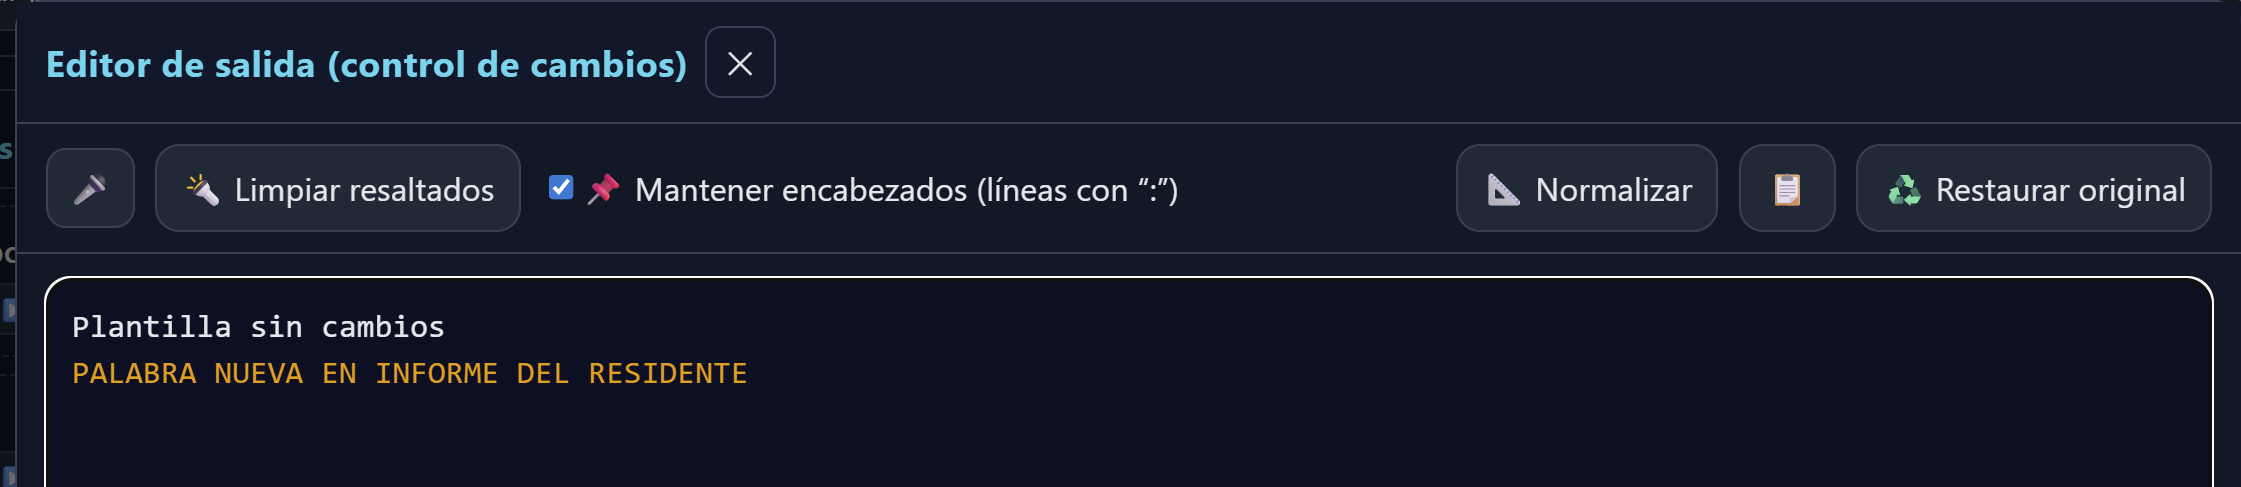 Editor de salida (control de cambios)
Limpiar resaltados
Mantener encabezados (líneas con “:”)
Normalizar
Restaurar original
Plantilla sin cambios
PALABRA NUEVA EN INFORME DEL RESIDENTE